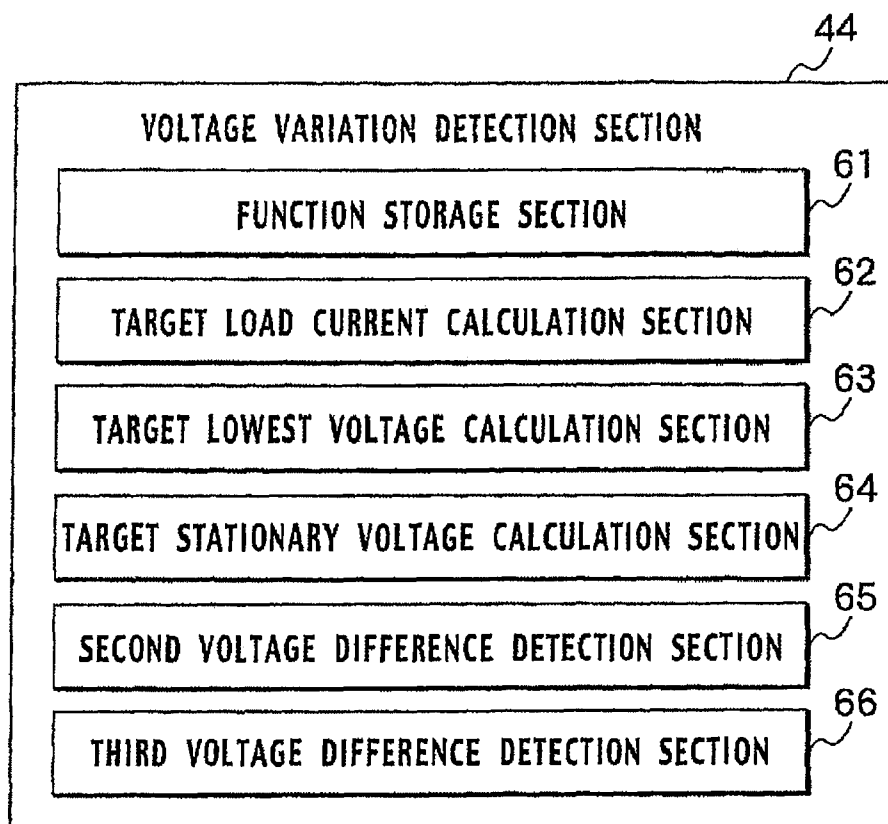 44
VOLTAGE VARIATION DETECTION SECTION
61
FUNCTION STORAGE SECTION
62
TARGET LOAD CURRENT CALCULATION SECTION
63
TARGET LOWEST VOLTAGE CALCULATION SECTION
64
TARGET STATIONARY VOLTAGE CALCULATION SECTION
65
SECOND VOLTAGE DIFFERENCE DETECTION SECTION
66
THIRD VOLTAGE DIFFERENCE DETECTION SECTION